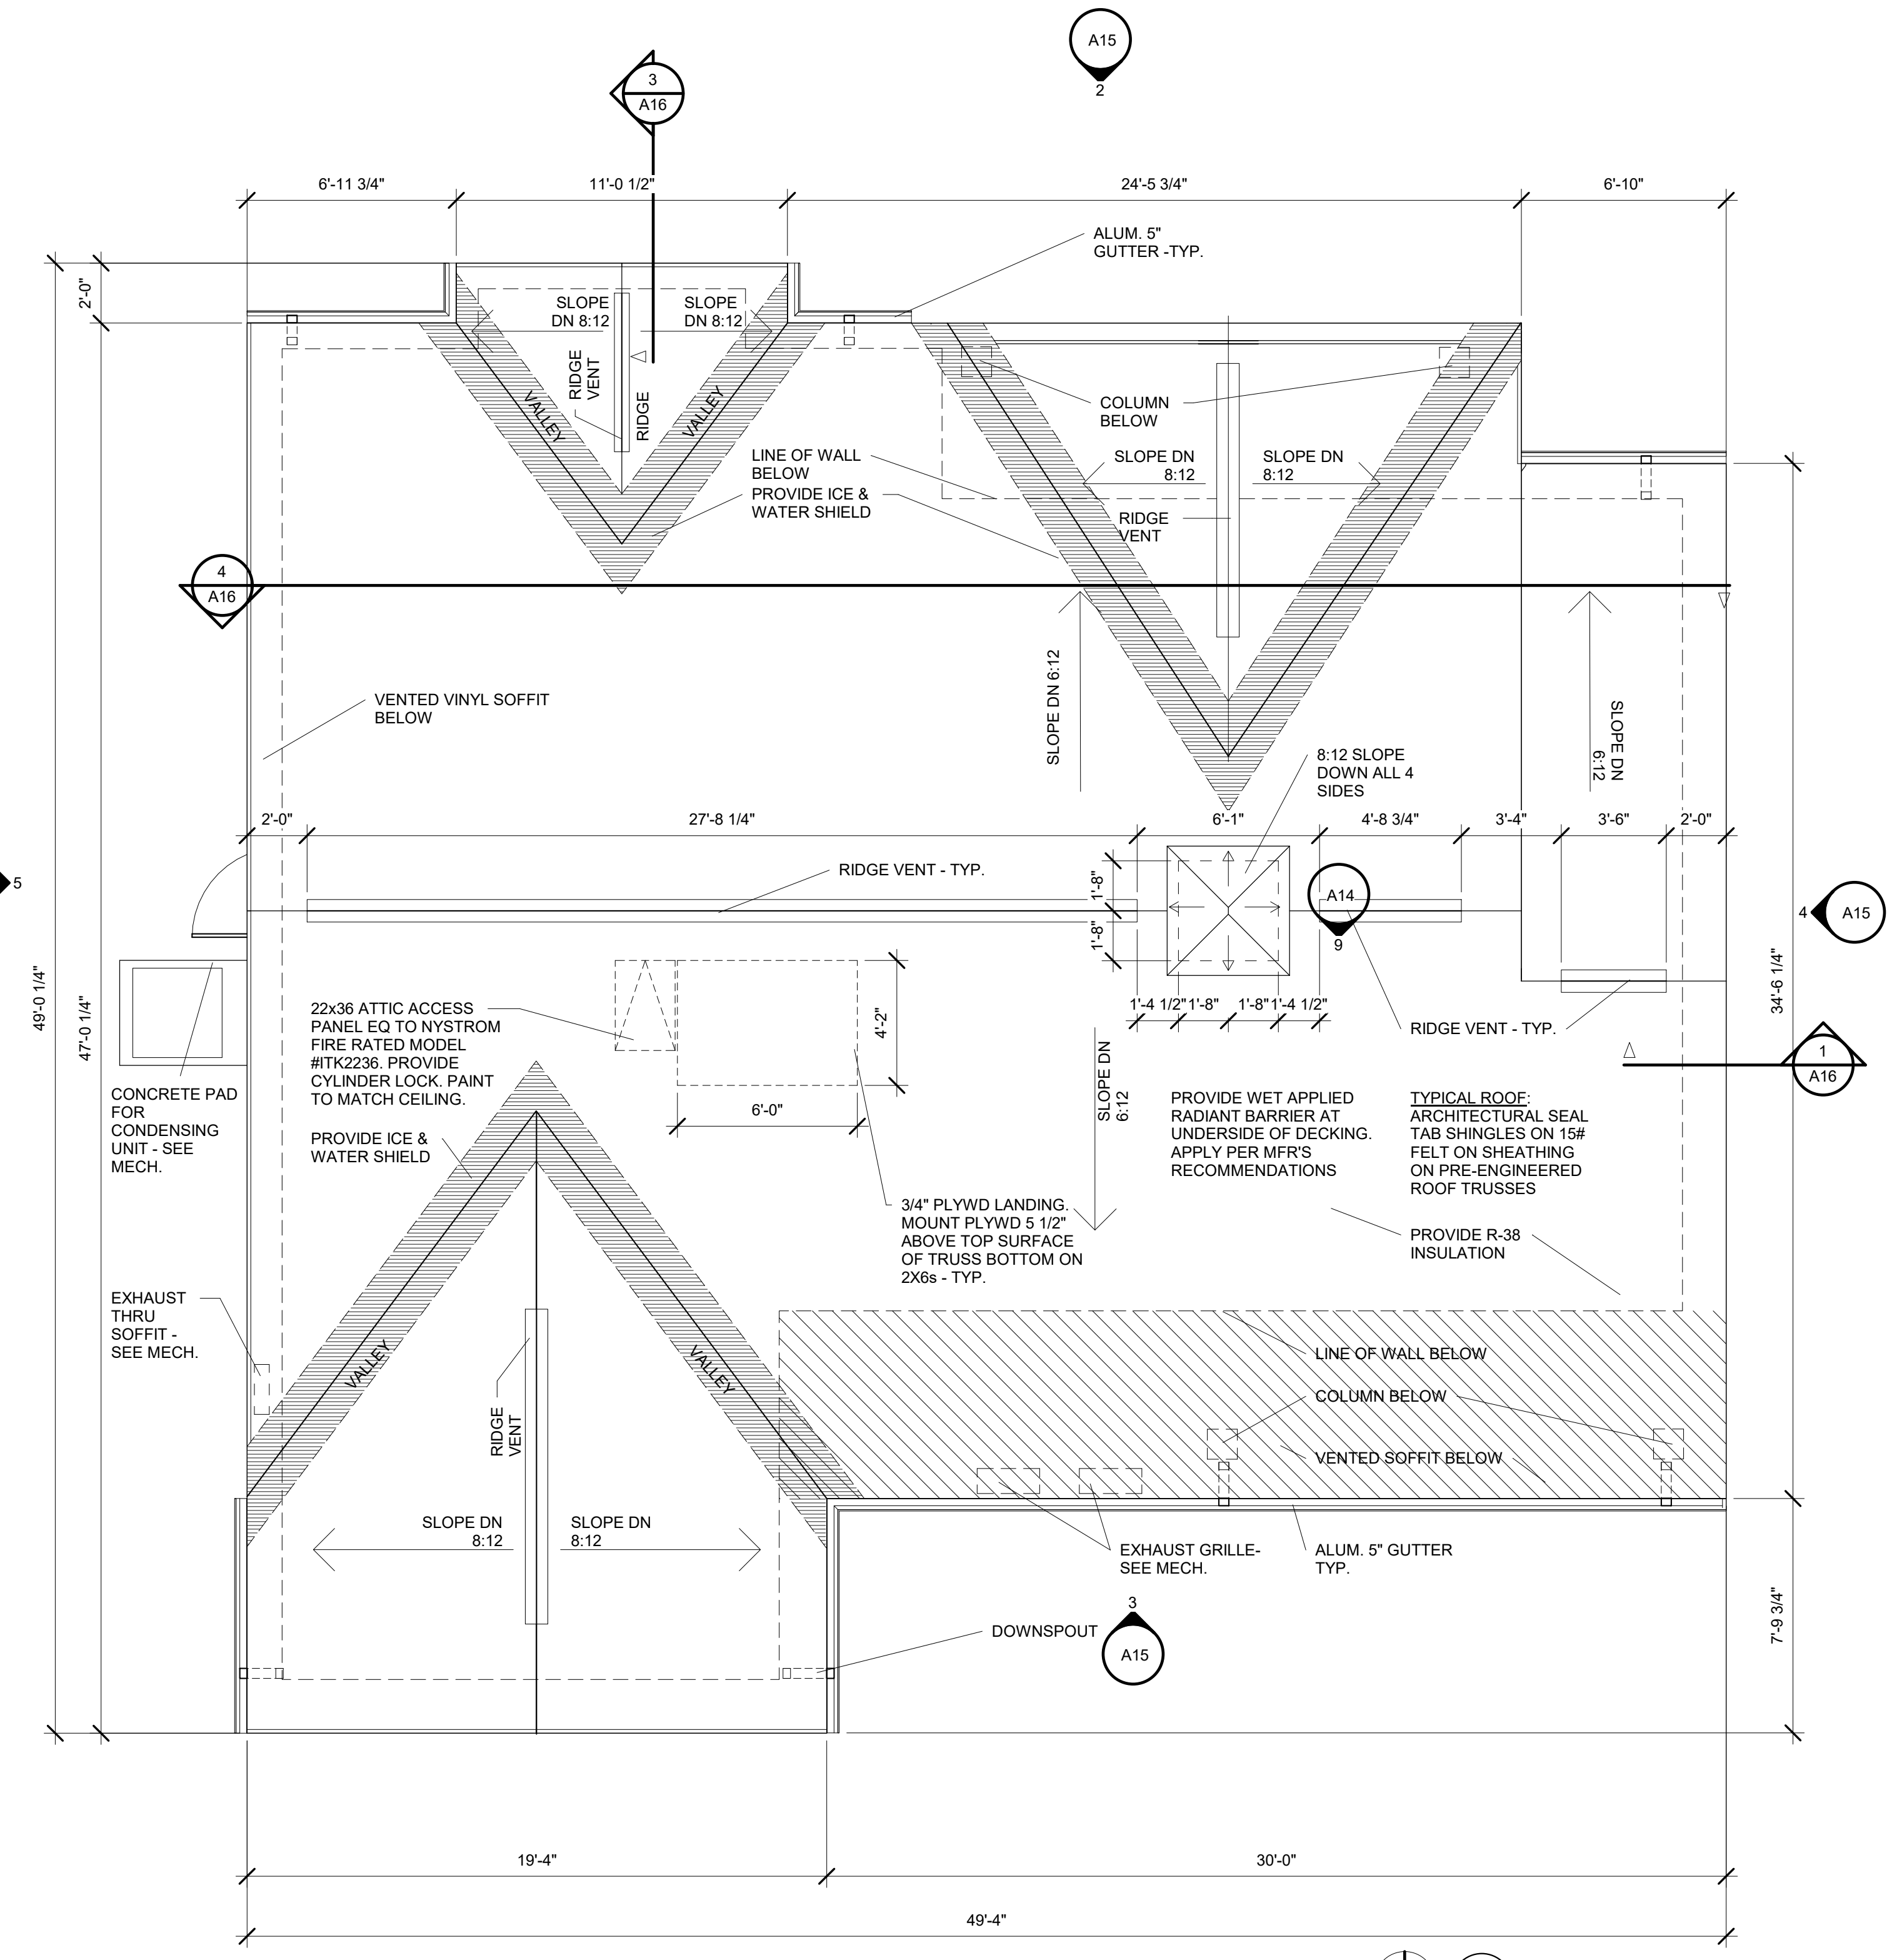 A15
2
3
A16
6'-11 3/4"
11'-0 1/2"
24'-5 3/4"
6'-10"
ALUM. 5"
GUTTER -TYP.
2'-0"
SLOPE
DN 8:12
SLOPE
DN 8:12
RIDGE
VENT
RIDGE
VALLEY
VALLEY
COLUMN
BELOW
LINE OF WALL
BELOW
PROVIDE ICE &
WATER SHIELD
SLOPE DN
8:12
SLOPE DN
8:12
RIDGE
VENT
4
A16
SLOPE DN 6:12
SLOPE DN
6:12
VENTED VINYL SOFFIT
BELOW
8:12 SLOPE
DOWN ALL 4
SIDES
2'-0"
27'-8 1/4"
6'-1"
4'-8 3/4"
3'-4"
3'-6"
2'-0"
RIDGE VENT - TYP.
1'-8"
1'-8"
A14
9
5
4
A15
49'-0 1/4"
47'-0 1/4"
34'-6 1/4"
1'-4 1/2"
1'-8"
1'-8"
1'-4 1/2"
RIDGE VENT - TYP.
22x36 ATTIC ACCESS
PANEL EQ TO NYSTROM
FIRE RATED MODEL
#ITK2236. PROVIDE
CYLINDER LOCK. PAINT
TO MATCH CEILING.
4'-2"
6'-0"
SLOPE DN
6:12
1
A16
CONCRETE PAD
FOR
CONDENSING
UNIT - SEE
MECH.
PROVIDE ICE &
WATER SHIELD
PROVIDE WET APPLIED
RADIANT BARRIER AT
UNDERSIDE OF DECKING.
APPLY PER MFR'S
RECOMMENDATIONS
TYPICAL ROOF:
ARCHITECTURAL SEAL
TAB SHINGLES ON 15#
FELT ON SHEATHING
ON PRE-ENGINEERED
ROOF TRUSSES
3/4" PLYWD LANDING.
MOUNT PLYWD 5 1/2"
ABOVE TOP SURFACE
OF TRUSS BOTTOM ON
2X6s - TYP.
PROVIDE R-38
INSULATION
EXHAUST
THRU
SOFFIT -
SEE MECH.
VALLEY
VALLEY
RIDGE
VENT
LINE OF WALL BELOW
COLUMN BELOW
VENTED SOFFIT BELOW
SLOPE DN
8:12
SLOPE DN
8:12
EXHAUST GRILLE-
SEE MECH.
ALUM. 5" GUTTER
TYP.
DOWNSPOUT
3
A15
7'-9 3/4"
19'-4"
30'-0"
49'-4"